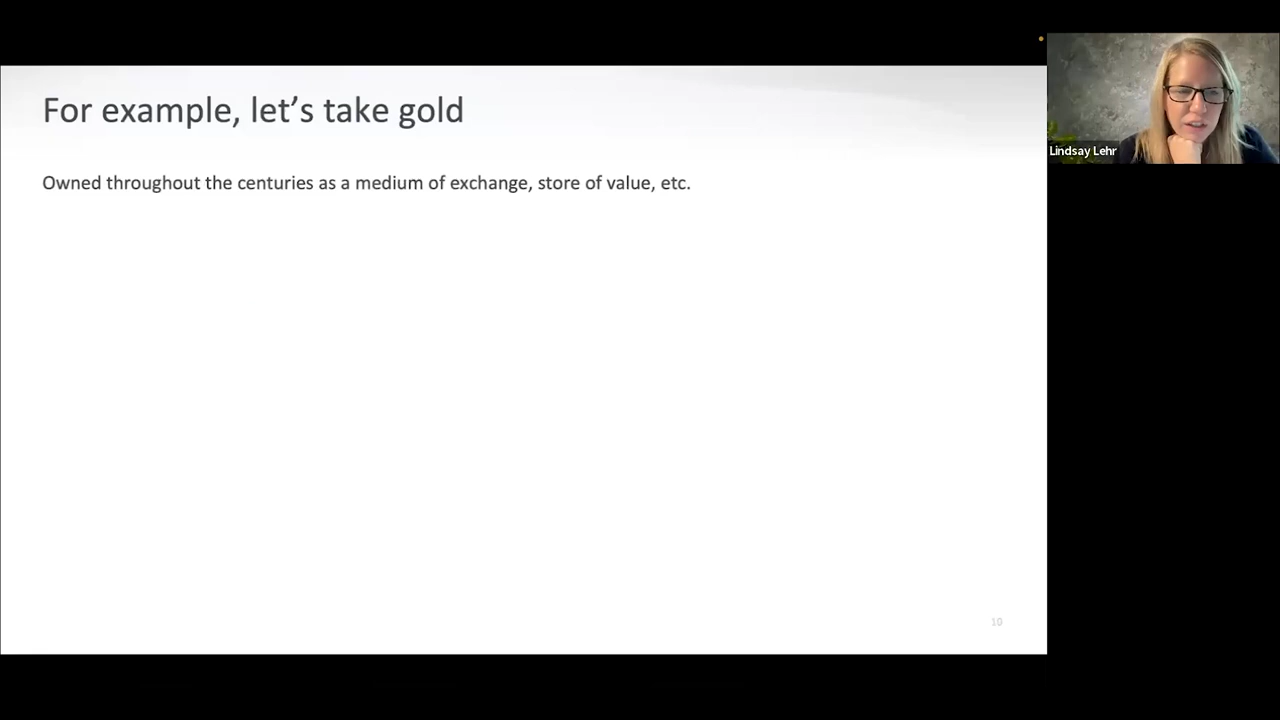 For example, let’s take gold
Owned throughout the centuries as a medium of exchange, store of value, etc.
Lindsay Lehr
19